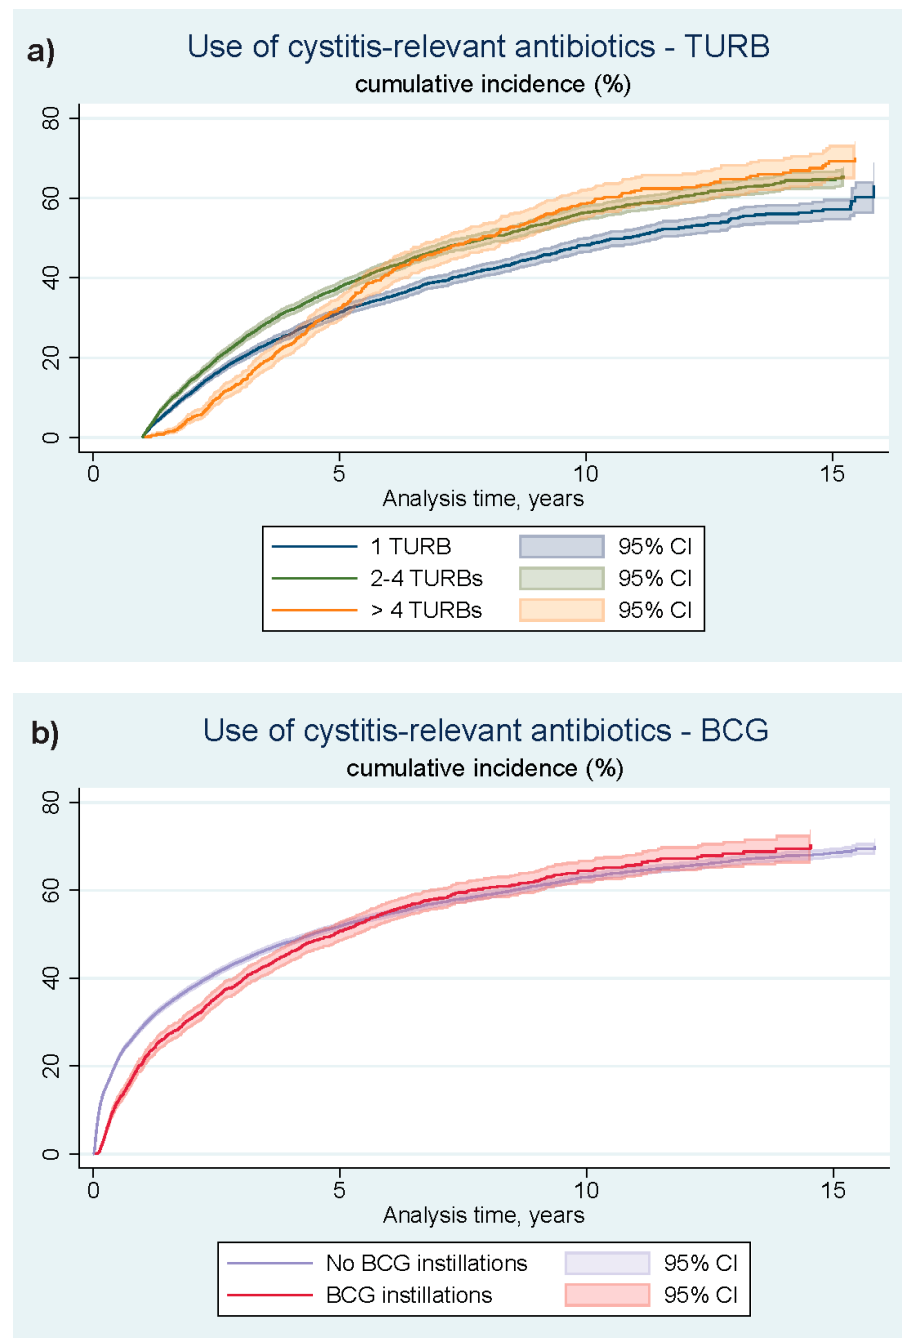 a)
Use of cystitis-relevant antibiotics - TURB
cumulative incidence (%)
80
60
40
20
0
0 5 10 15
Analysis time, years
1 TURB 95% CI
2-4 TURBs 95% CI
> 4 TURBs 95% CI
b)
Use of cystitis-relevant antibiotics - BCG
cumulative incidence (%)
80
60
40
20
0
0 5 10 15
Analysis time, years
No BCG instillations 95% CI
BCG instillations 95% CI